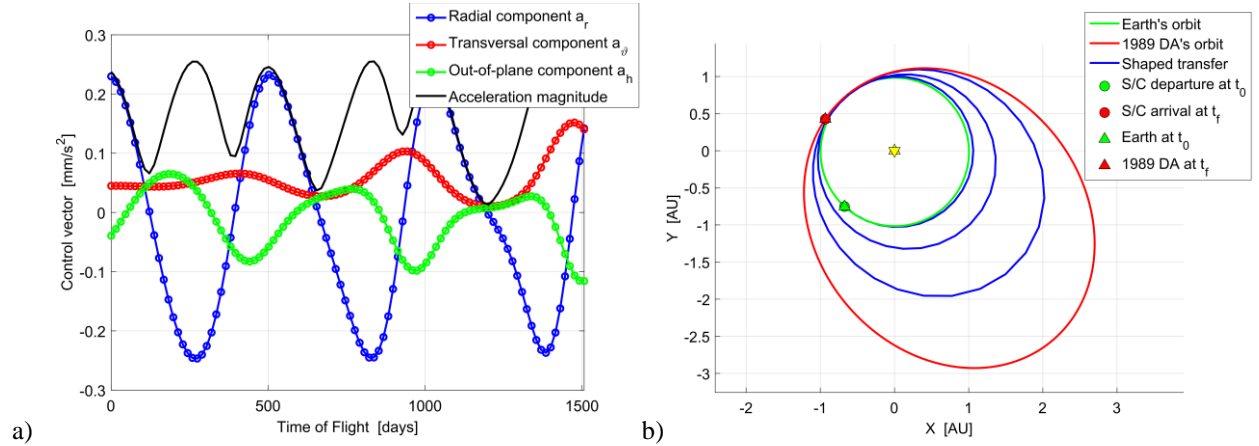 Radial component a_r
Transversal component a_ϑ
Out-of-plane component a_h
Acceleration magnitude
Control vector [mm/s²]
0.3
0.2
0.1
0
-0.1
-0.2
-0.3
0
500
1000
1500
Time of Flight [days]
a)
Earth's orbit
1989 DA's orbit
Shaped transfer
S/C departure at t_0
S/C arrival at t_f
Earth at t_0
1989 DA at t_f
Y [AU]
1
0.5
0
-0.5
-1
-1.5
-2
-2.5
-3
-2
-1
0
1
2
3
X [AU]
b)